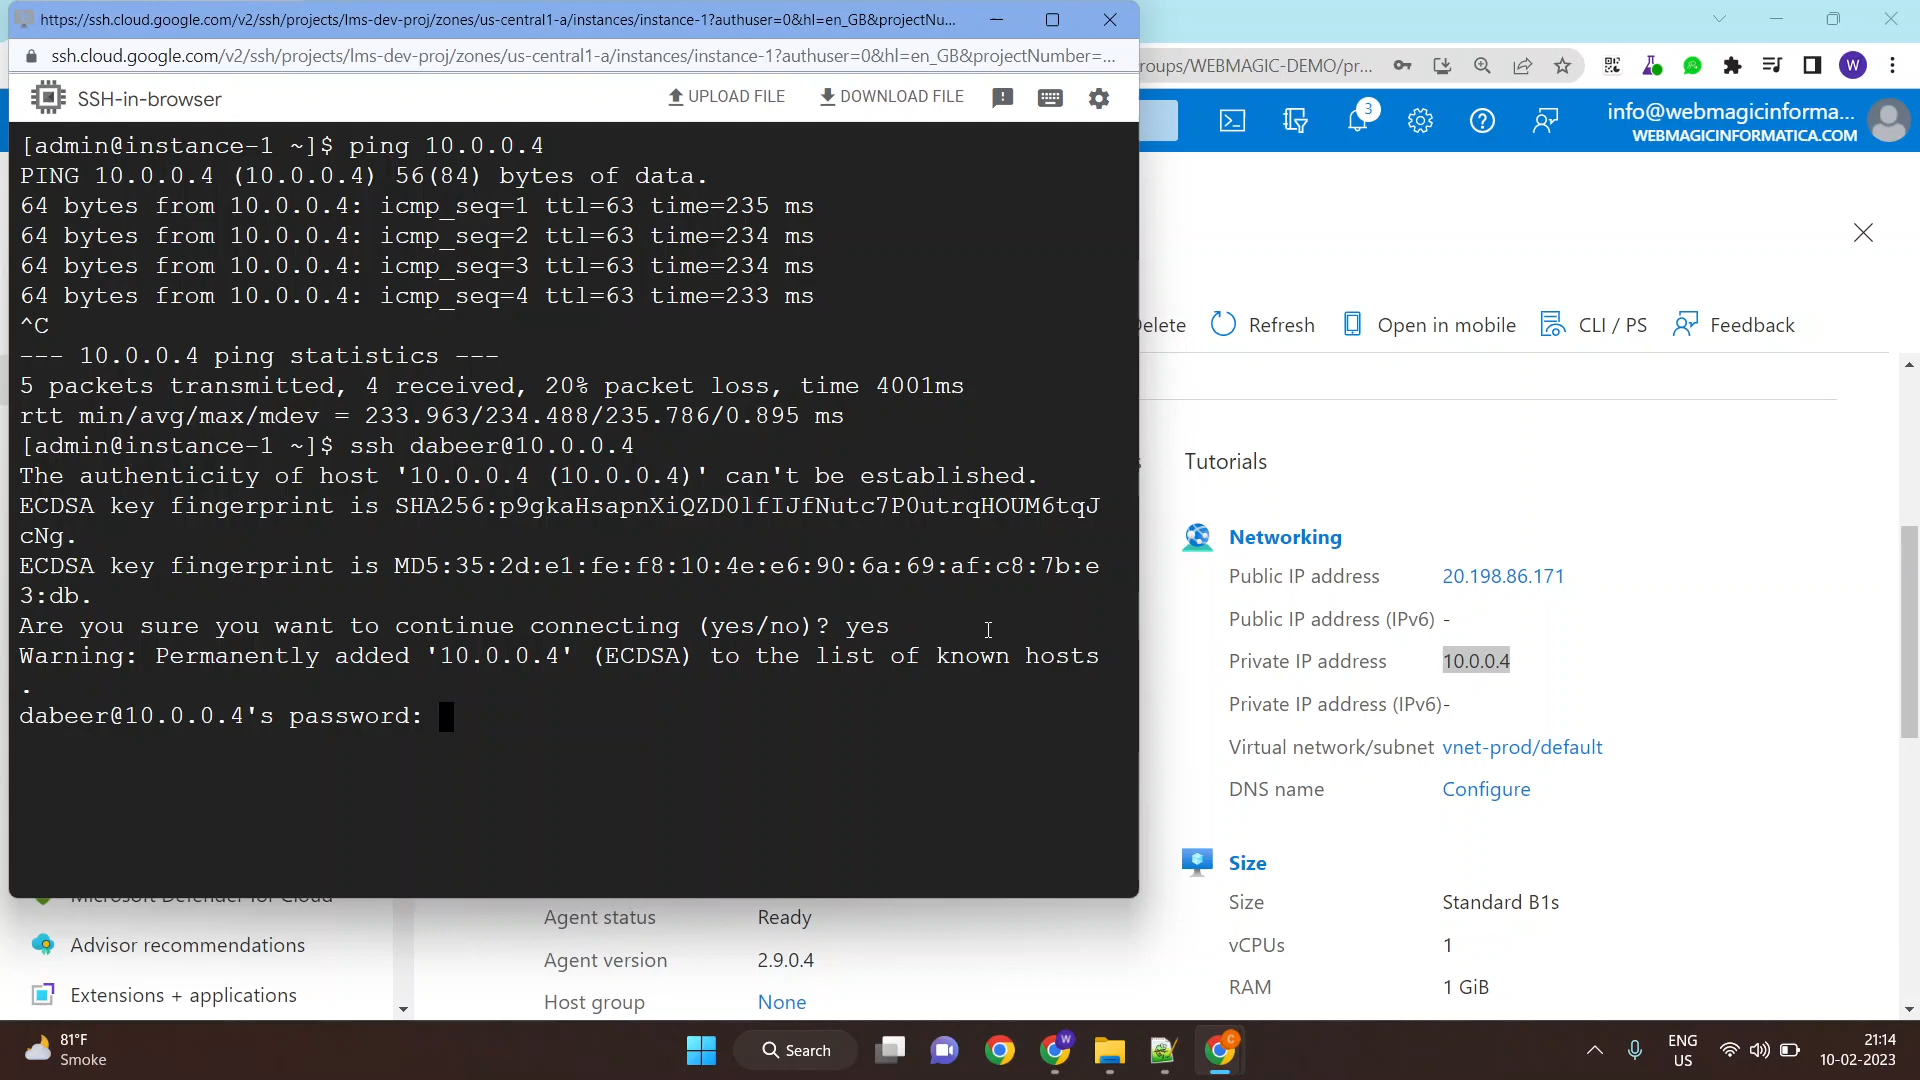 https://ssh.cloud.google.com/v2/ssh/projects/lms-dev-proj/zones/us-central1-a/instances/instance-1?authuser=0&hl=en_GB&projectNu...
ssh.cloud.google.com/v2/ssh/projects/lms-dev-proj/zones/us-central1-a/instances/instance-1?authuser=0&hl=en_GB&projectNumber=...
roups/WEBMAGIC-DEMO/pr...
W
SSH-in-browser
UPLOAD FILE
DOWNLOAD FILE
3
info@webmagicinforma...
WEBMAGICINFORMATICA.COM
[admin@instance-1 ~]$ ping 10.0.0.4
PING 10.0.0.4 (10.0.0.4) 56(84) bytes of data.
64 bytes from 10.0.0.4: icmp_seq=1 ttl=63 time=235 ms
64 bytes from 10.0.0.4: icmp_seq=2 ttl=63 time=234 ms
64 bytes from 10.0.0.4: icmp_seq=3 ttl=63 time=234 ms
64 bytes from 10.0.0.4: icmp_seq=4 ttl=63 time=233 ms
^C
--- 10.0.0.4 ping statistics ---
5 packets transmitted, 4 received, 20% packet loss, time 4001ms
rtt min/avg/max/mdev = 233.963/234.488/235.786/0.895 ms
[admin@instance-1 ~]$ ssh dabeer@10.0.0.4
The authenticity of host '10.0.0.4 (10.0.0.4)' can't be established.
ECDSA key fingerprint is SHA256:p9gkaHsapnXiQZD0lfIJfNutc7P0utrqHOUM6tqJ
cNg.
ECDSA key fingerprint is MD5:35:2d:e1:fe:f8:10:4e:e6:90:6a:69:af:c8:7b:e
3:db.
Are you sure you want to continue connecting (yes/no)? yes
Warning: Permanently added '10.0.0.4' (ECDSA) to the list of known hosts
.
dabeer@10.0.0.4's password:
elete
Refresh
Open in mobile
CLI / PS
Feedback
Tutorials
Networking
Public IP address 20.198.86.171
Public IP address (IPv6) -
Private IP address 10.0.0.4
Private IP address (IPv6)-
Virtual network/subnet vnet-prod/default
DNS name Configure
Size
Size Standard B1s
vCPUs 1
RAM 1 GiB
Microsoft Defender for Cloud
Advisor recommendations
Extensions + applications
Agent status Ready
Agent version 2.9.0.4
Host group None
81°F
Smoke
Search
W
C
ENG
US
21:14
10-02-2023